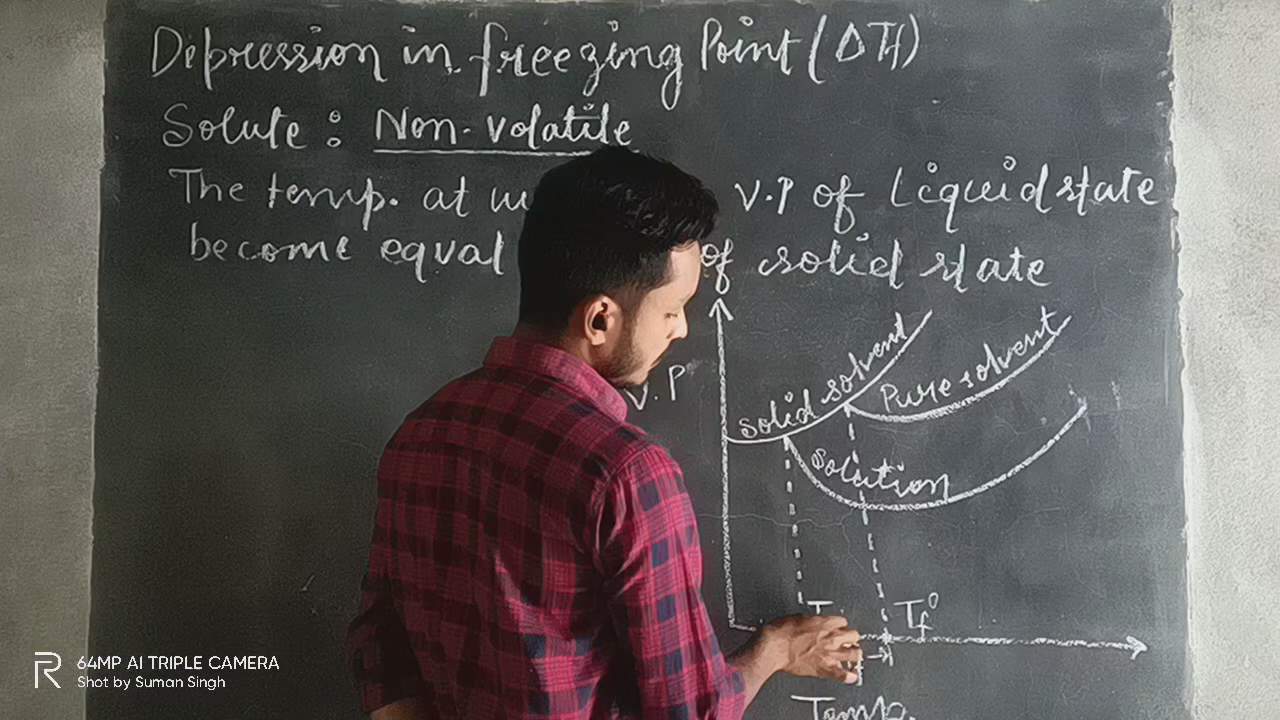 Depression in freezing Point (ΔTf)
Solute : Non-volatile
The temp. at V.P of Liquid state
become equal of solid state
V.P
solid solvent
Pure solvent
Solution
T
Tf°
Temp.
64MP AI TRIPLE CAMERA
Shot by Suman Singh